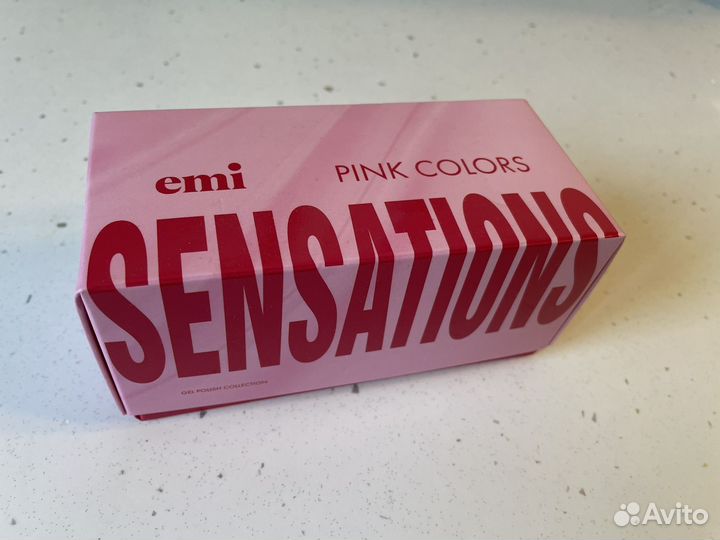 emi
PINK COLORS
SENSATIONS
GEL POLISH COLLECTION
Avito